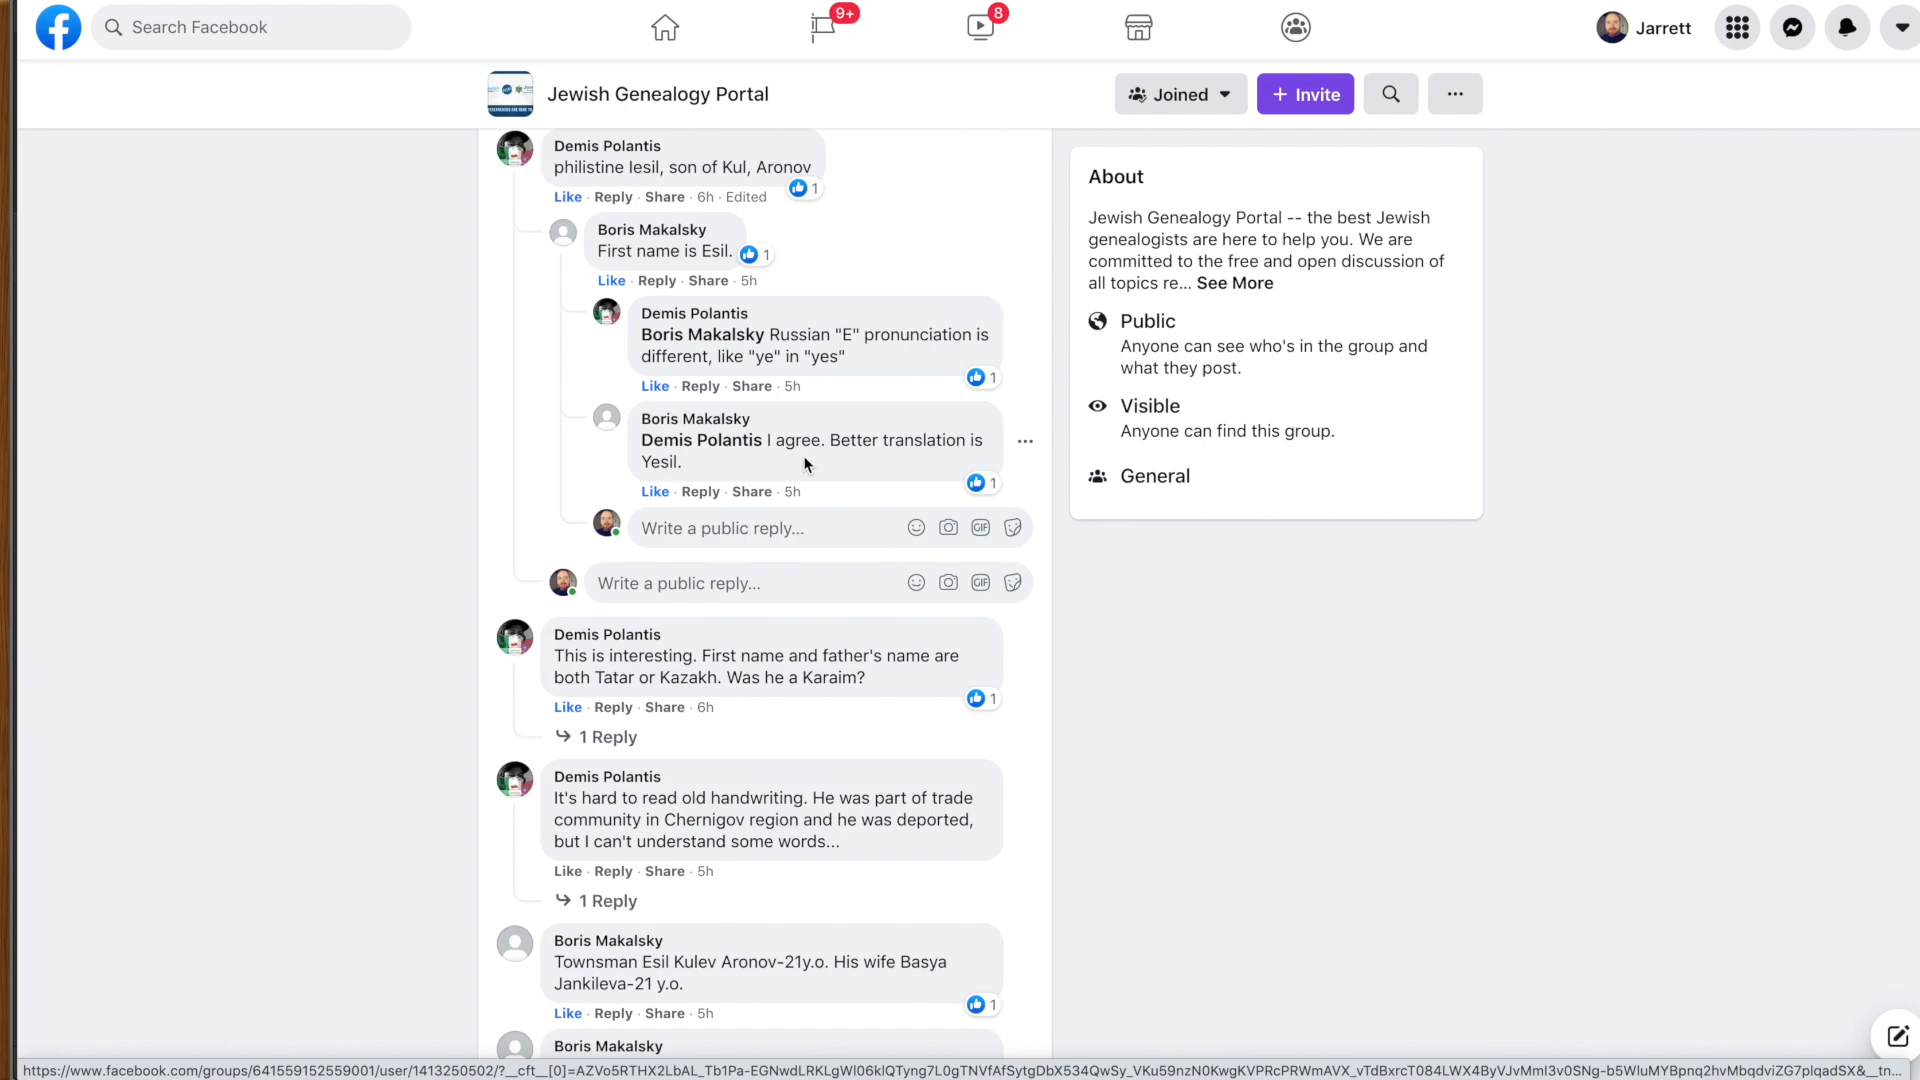 Search Facebook
9+
8
Jarrett
Jewish Genealogy Portal
Joined
+ Invite
Demis Polantis
philistine Iesil, son of Kul, Aronov
1
Like · Reply · Share · 6h · Edited
Boris Makalsky
First name is Esil.
1
Like · Reply · Share · 5h
Demis Polantis
Boris Makalsky Russian "E" pronunciation is
different, like "ye" in "yes"
1
Like · Reply · Share · 5h
Boris Makalsky
Demis Polantis I agree. Better translation is
Yesil.
1
Like · Reply · Share · 5h
Write a public reply...
GIF
Write a public reply...
GIF
Demis Polantis
This is interesting. First name and father's name are
both Tatar or Kazakh. Was he a Karaim?
1
Like · Reply · Share · 6h
1 Reply
Demis Polantis
It's hard to read old handwriting. He was part of trade
community in Chernigov region and he was deported,
but I can't understand some words...
Like · Reply · Share · 5h
1 Reply
Boris Makalsky
Townsman Esil Kulev Aronov-21y.o. His wife Basya
Jankileva-21 y.o.
1
Like · Reply · Share · 5h
Boris Makalsky
About
Jewish Genealogy Portal -- the best Jewish
genealogists are here to help you. We are
committed to the free and open discussion of
all topics re... See More
Public
Anyone can see who's in the group and
what they post.
Visible
Anyone can find this group.
General